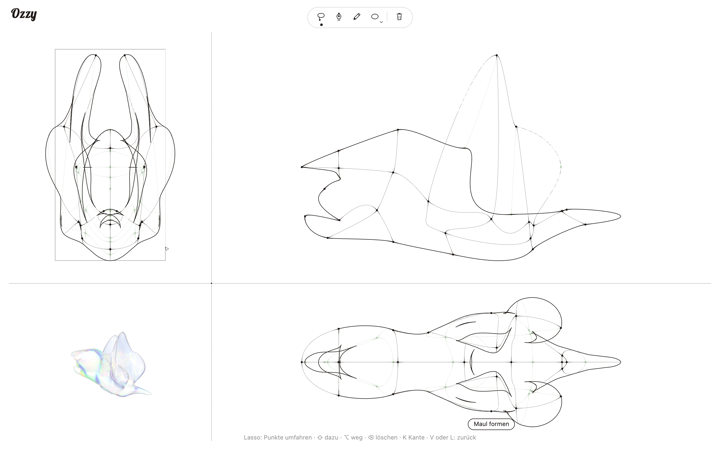 Ozzy
Maul formen
Lasso: Punkte umfahren · ⇧ dazu · ⌥ weg · ⌫ löschen · K Kante · V oder L: zurück